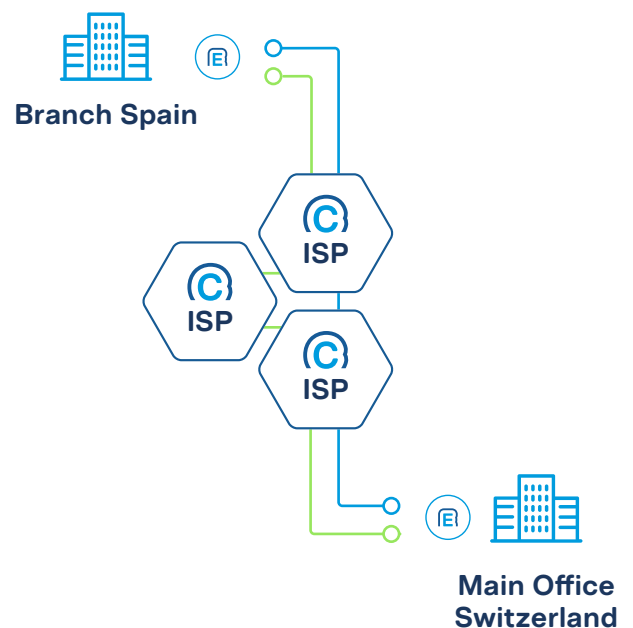 E
Branch Spain
C
ISP
C
ISP
C
ISP
E
Main Office
Switzerland